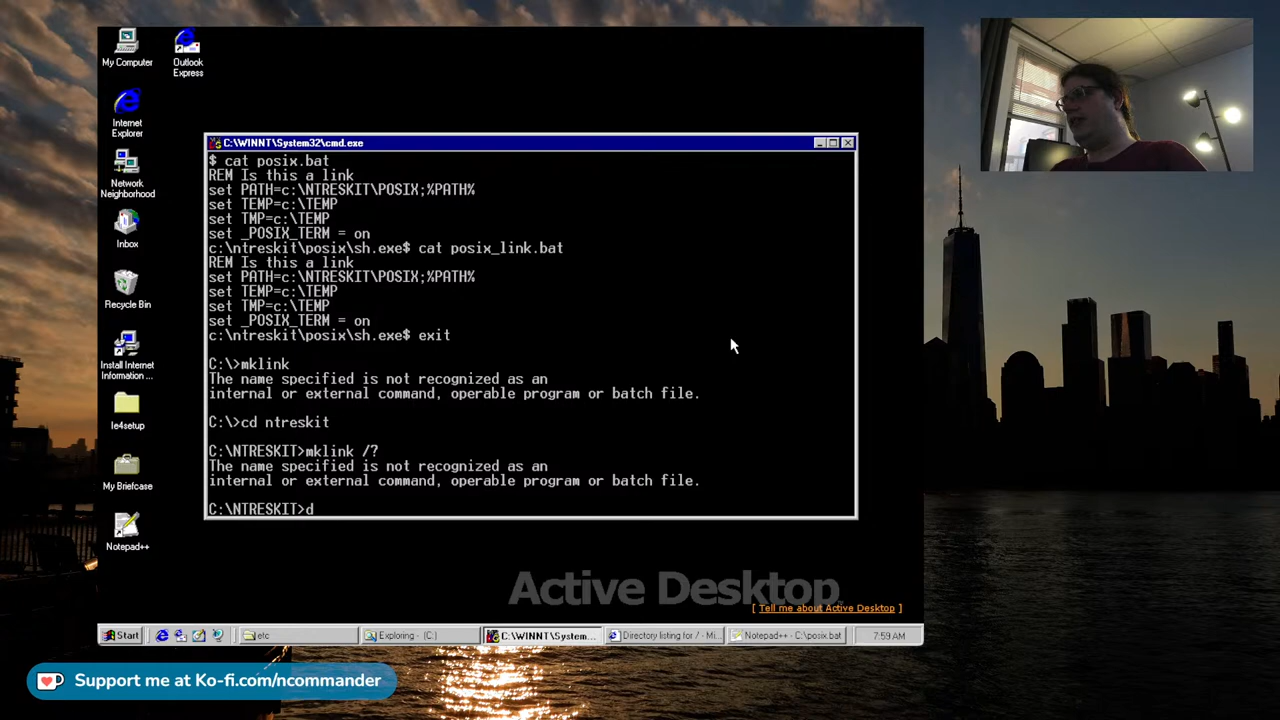 My Computer
Outlook
Express
Internet
Explorer
Network
Neighborhood
Inbox
Recycle Bin
Install Internet
Information ...
Ie4setup
My Briefcase
Notepad++
C:\WINNT\System32\cmd.exe
$ cat posix.bat
REM Is this a link
set PATH=c:\NTRESKIT\POSIX;%PATH%
set TEMP=c:\TEMP
set TMP=c:\TEMP
set _POSIX_TERM = on
c:\ntreskit\posix\sh.exe$ cat posix_link.bat
REM Is this a link
set PATH=c:\NTRESKIT\POSIX;%PATH%
set TEMP=c:\TEMP
set TMP=c:\TEMP
set _POSIX_TERM = on
c:\ntreskit\posix\sh.exe$ exit
C:\>mklink
The name specified is not recognized as an
internal or external command, operable program or batch file.
C:\>cd ntreskit
C:\NTRESKIT>mklink /?
The name specified is not recognized as an
internal or external command, operable program or batch file.
C:\NTRESKIT>d
Active Desktop
[ Tell me about Active Desktop ]
Start
etc
Exploring - (C:)
C:\WINNT\System...
Directory listing for / - Mi...
Notepad++ - C:\posix.bat
7:59 AM
Support me at Ko-fi.com/ncommander